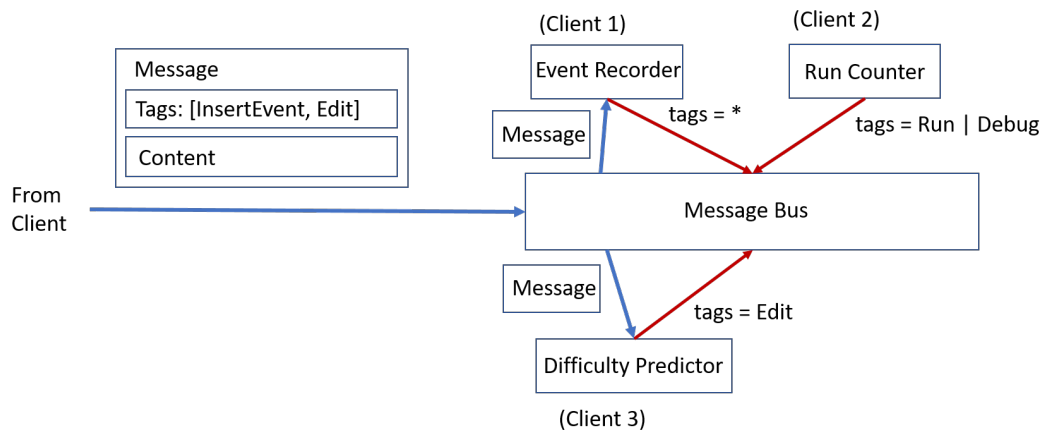 (Client 1)
(Client 2)
Message
Tags: [InsertEvent, Edit]
Content
Event Recorder
Run Counter
Message
tags = *
tags = Run | Debug
From
Client
Message Bus
Message
tags = Edit
Difficulty Predictor
(Client 3)